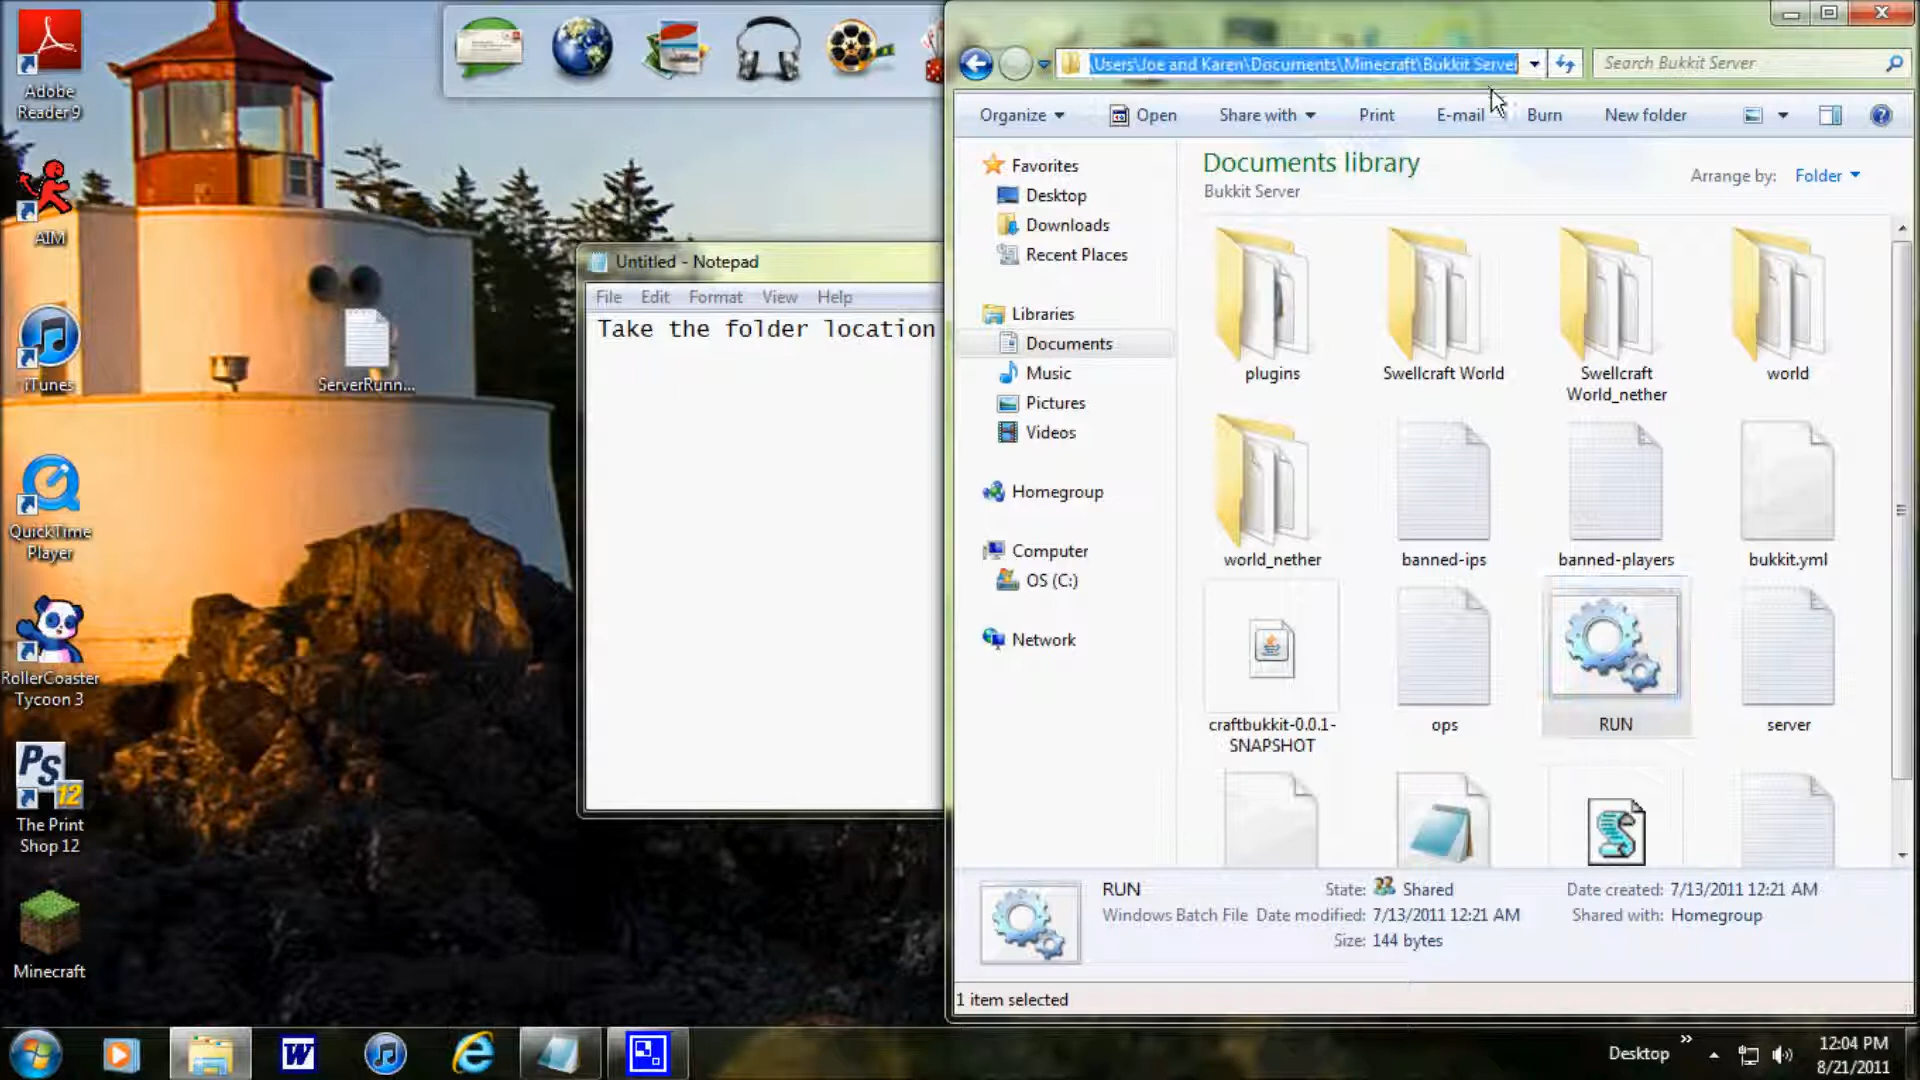 Adobe
Reader 9
AIM
iTunes
QuickTime
Player
RollerCoaster
Tycoon 3
The Print
Shop 12
Minecraft
ServerRunn...
Untitled - Notepad
File Edit Format View Help
Take the folder location
\Users\Joe and Karen\Documents\Minecraft\Bukkit Server
Search Bukkit Server
Organize Open Share with Print E-mail Burn New folder
Favorites
Desktop
Downloads
Recent Places
Libraries
Documents
Music
Pictures
Videos
Homegroup
Computer
OS (C:)
Network
Documents library
Bukkit Server
Arrange by: Folder
plugins
Swellcraft World
Swellcraft
World_nether
world
world_nether
banned-ips
banned-players
bukkit.yml
craftbukkit-0.0.1-
SNAPSHOT
ops
RUN
server
RUN State: Shared Date created: 7/13/2011 12:21 AM
Windows Batch File Date modified: 7/13/2011 12:21 AM Shared with: Homegroup
Size: 144 bytes
1 item selected
Desktop
12:04 PM
8/21/2011
Ps
12
W